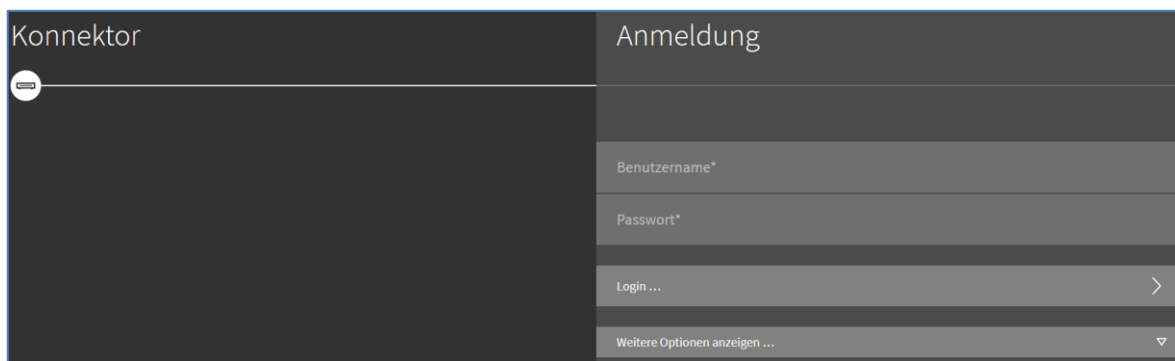 Konnektor
Anmeldung
Benutzername*
Passwort*
Login ...
Weitere Optionen anzeigen ...